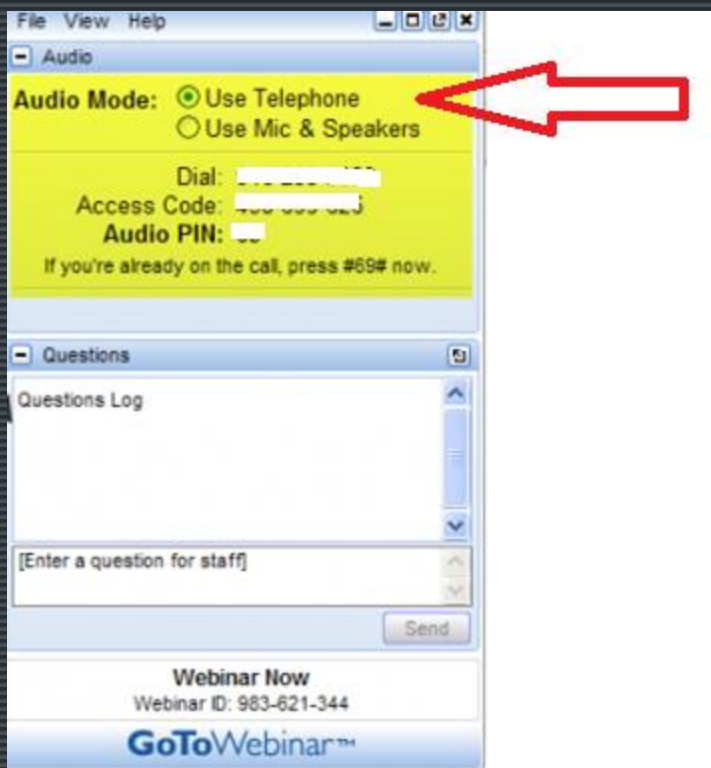 File View Help
Audio
Audio Mode: Use Telephone
Use Mic & Speakers
Dial:
Access Code:
Audio PIN:
If you're already on the call, press #69# now.
Questions
Questions Log
[Enter a question for staff]
Send
Webinar Now
Webinar ID: 983-621-344
GoToWebinar™